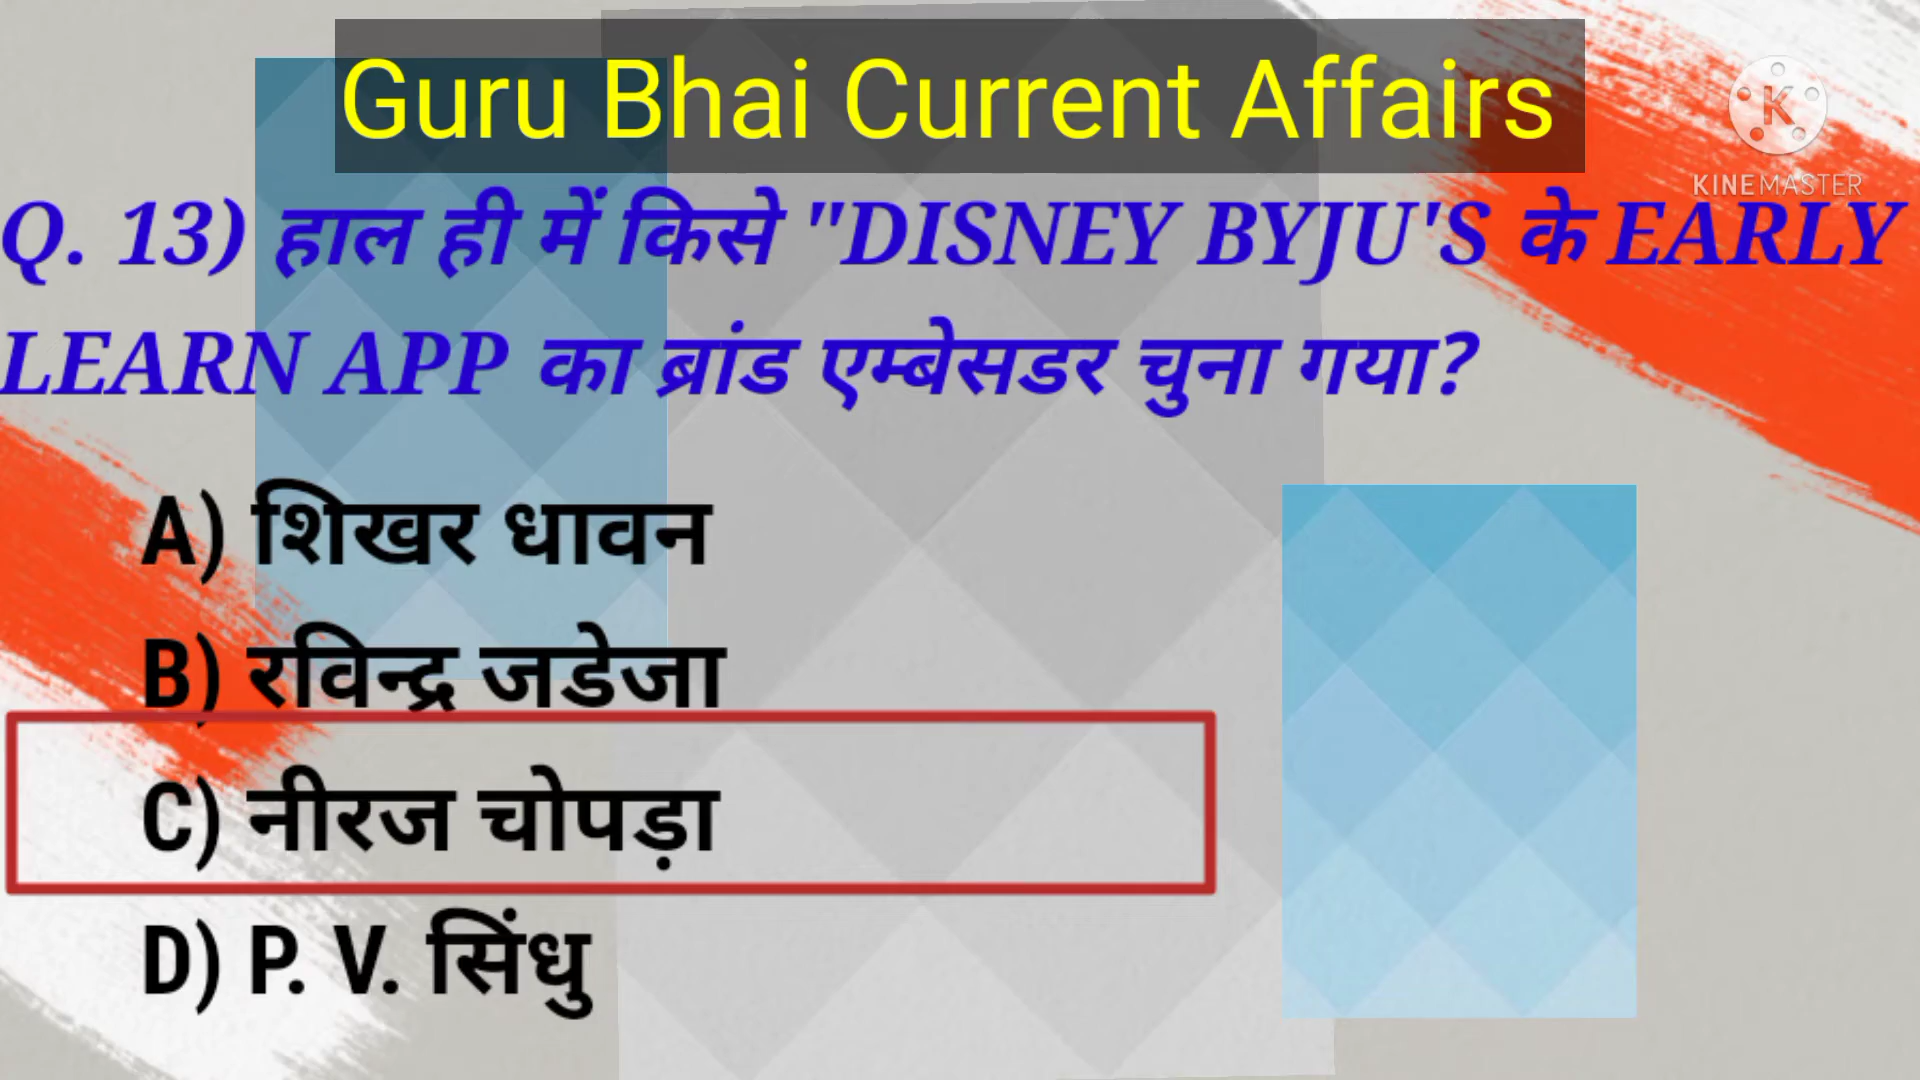 Guru Bhai Current Affairs
KINEMASTER
Q. 13) हाल ही में किसे "DISNEY BYJU'S के EARLY
LEARN APP का ब्रांड एम्बेसडर चुना गया?
A) शिखर धावन
B) रविन्द्र जडेजा
C) नीरज चोपड़ा
D) P. V. सिंधु